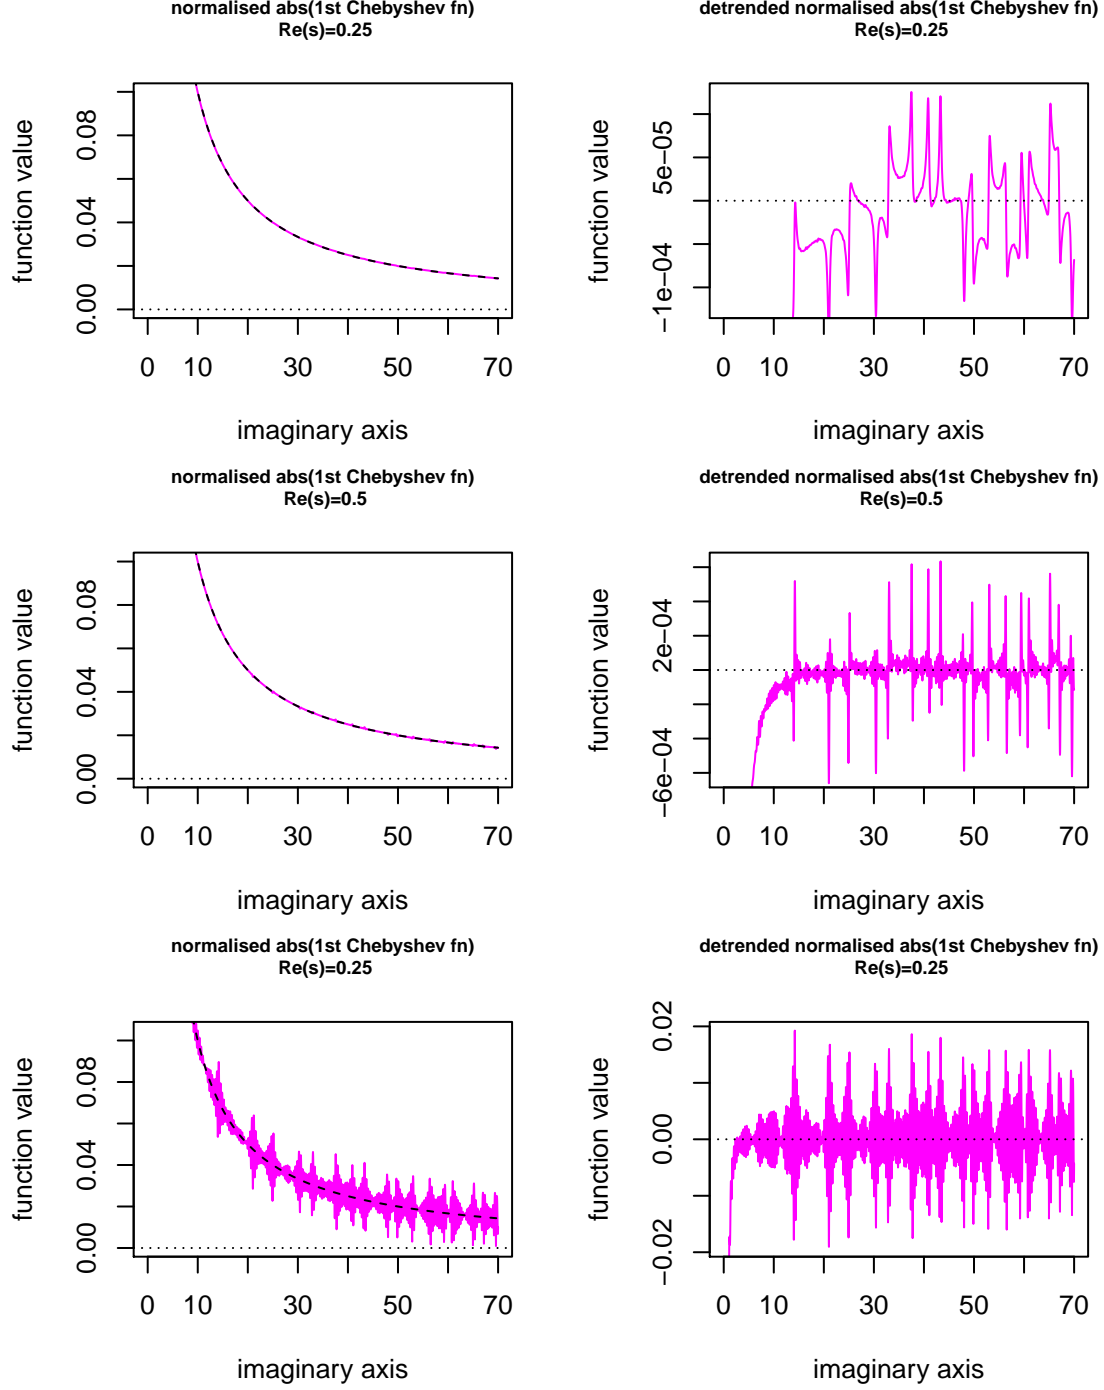 normalised abs(1st Chebyshev fn)
Re(s)=0.25
function value
0.00 0.04 0.08
0 10 30 50 70
imaginary axis
detrended normalised abs(1st Chebyshev fn)
Re(s)=0.25
function value
−1e−04 5e−05
0 10 30 50 70
imaginary axis
normalised abs(1st Chebyshev fn)
Re(s)=0.5
function value
0.00 0.04 0.08
0 10 30 50 70
imaginary axis
detrended normalised abs(1st Chebyshev fn)
Re(s)=0.5
function value
−6e−04 2e−04
0 10 30 50 70
imaginary axis
normalised abs(1st Chebyshev fn)
Re(s)=0.25
function value
0.00 0.04 0.08
0 10 30 50 70
imaginary axis
detrended normalised abs(1st Chebyshev fn)
Re(s)=0.25
function value
−0.02 0.00 0.02
0 10 30 50 70
imaginary axis